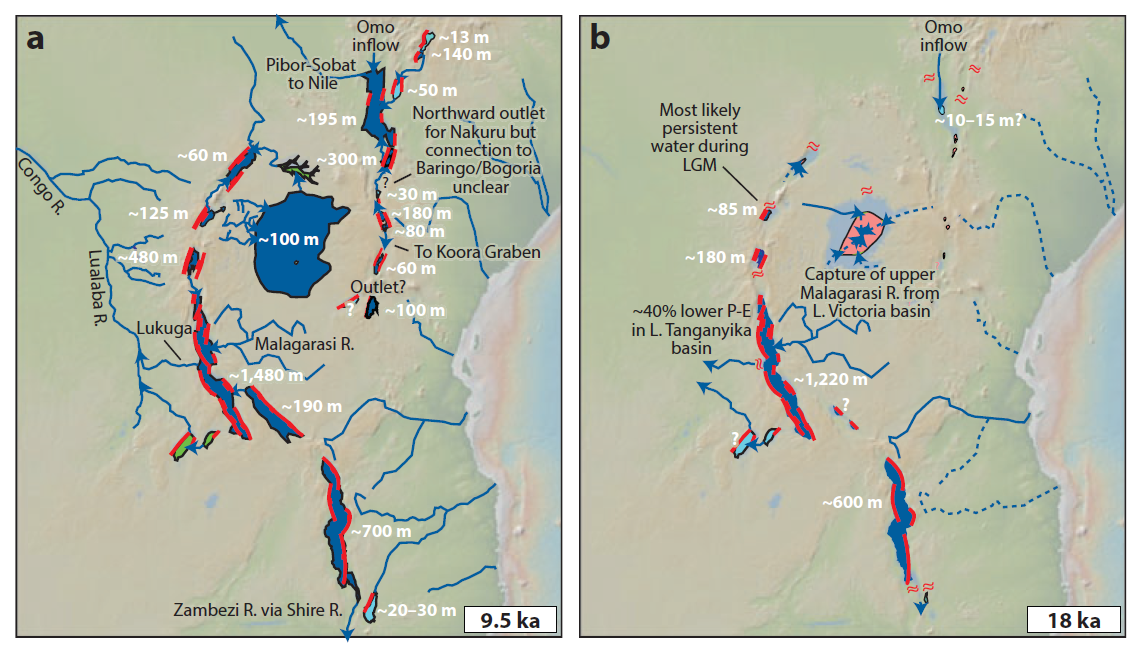 a
Omo
inflow
~13 m
~140 m
Pibor-Sobat
to Nile
~50 m
~195 m
Northward outlet
for Nakuru but
connection to
Baringo/Bogoria
unclear
~60 m
~300 m
?
~30 m
Congo R.
~125 m
~180 m
~80 m
~100 m
To Koora Graben
~480 m
~60 m
Lualaba R.
Outlet?
?
~100 m
Lukuga
Malagarasi R.
~1,480 m
~190 m
~700 m
Zambezi R. via Shire R.
~20–30 m
9.5 ka
b
Omo
inflow
≈
≈
≈
~10–15 m?
Most likely
persistent
water during
LGM
≈
≈
~85 m
≈
~180 m
≈
Capture of upper
Malagarasi R. from
L. Victoria basin
~40% lower P-E
in L. Tanganyika
basin
≈
~1,220 m
?
?
~600 m
≈
≈
18 ka